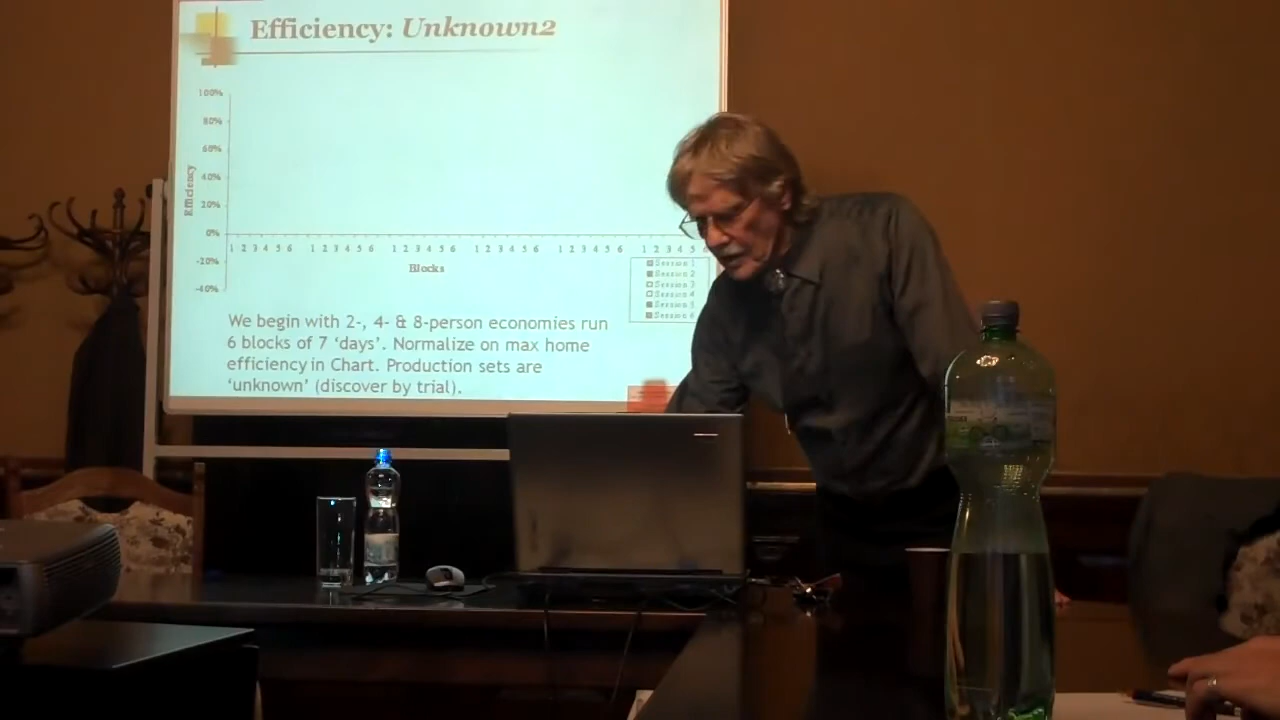 Efficiency: Unknown2
100%
80%
60%
40%
20%
0%
-20%
-40%
Efficiency
1 2 3 4 5 6 1 2 3 4 5 6 1 2 3 4 5 6 1 2 3 4 5 6 1 2 3 4 5 6 1 2 3 4 5
Blocks
Session 1
Session 2
Session 3
Session 4
Session 5
Session 6
We begin with 2-, 4- & 8-person economies run
6 blocks of 7 ‘days’. Normalize on max home
efficiency in Chart. Production sets are
‘unknown’ (discover by trial).